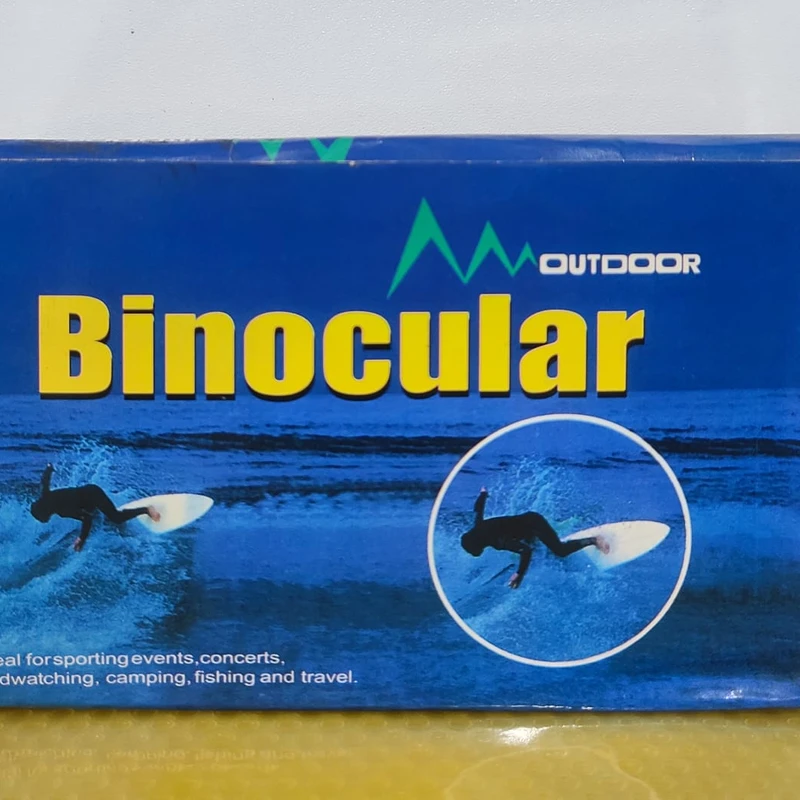 OUTDOOR
Binocular
eal for sporting events, concerts,
dwatching, camping, fishing and travel.